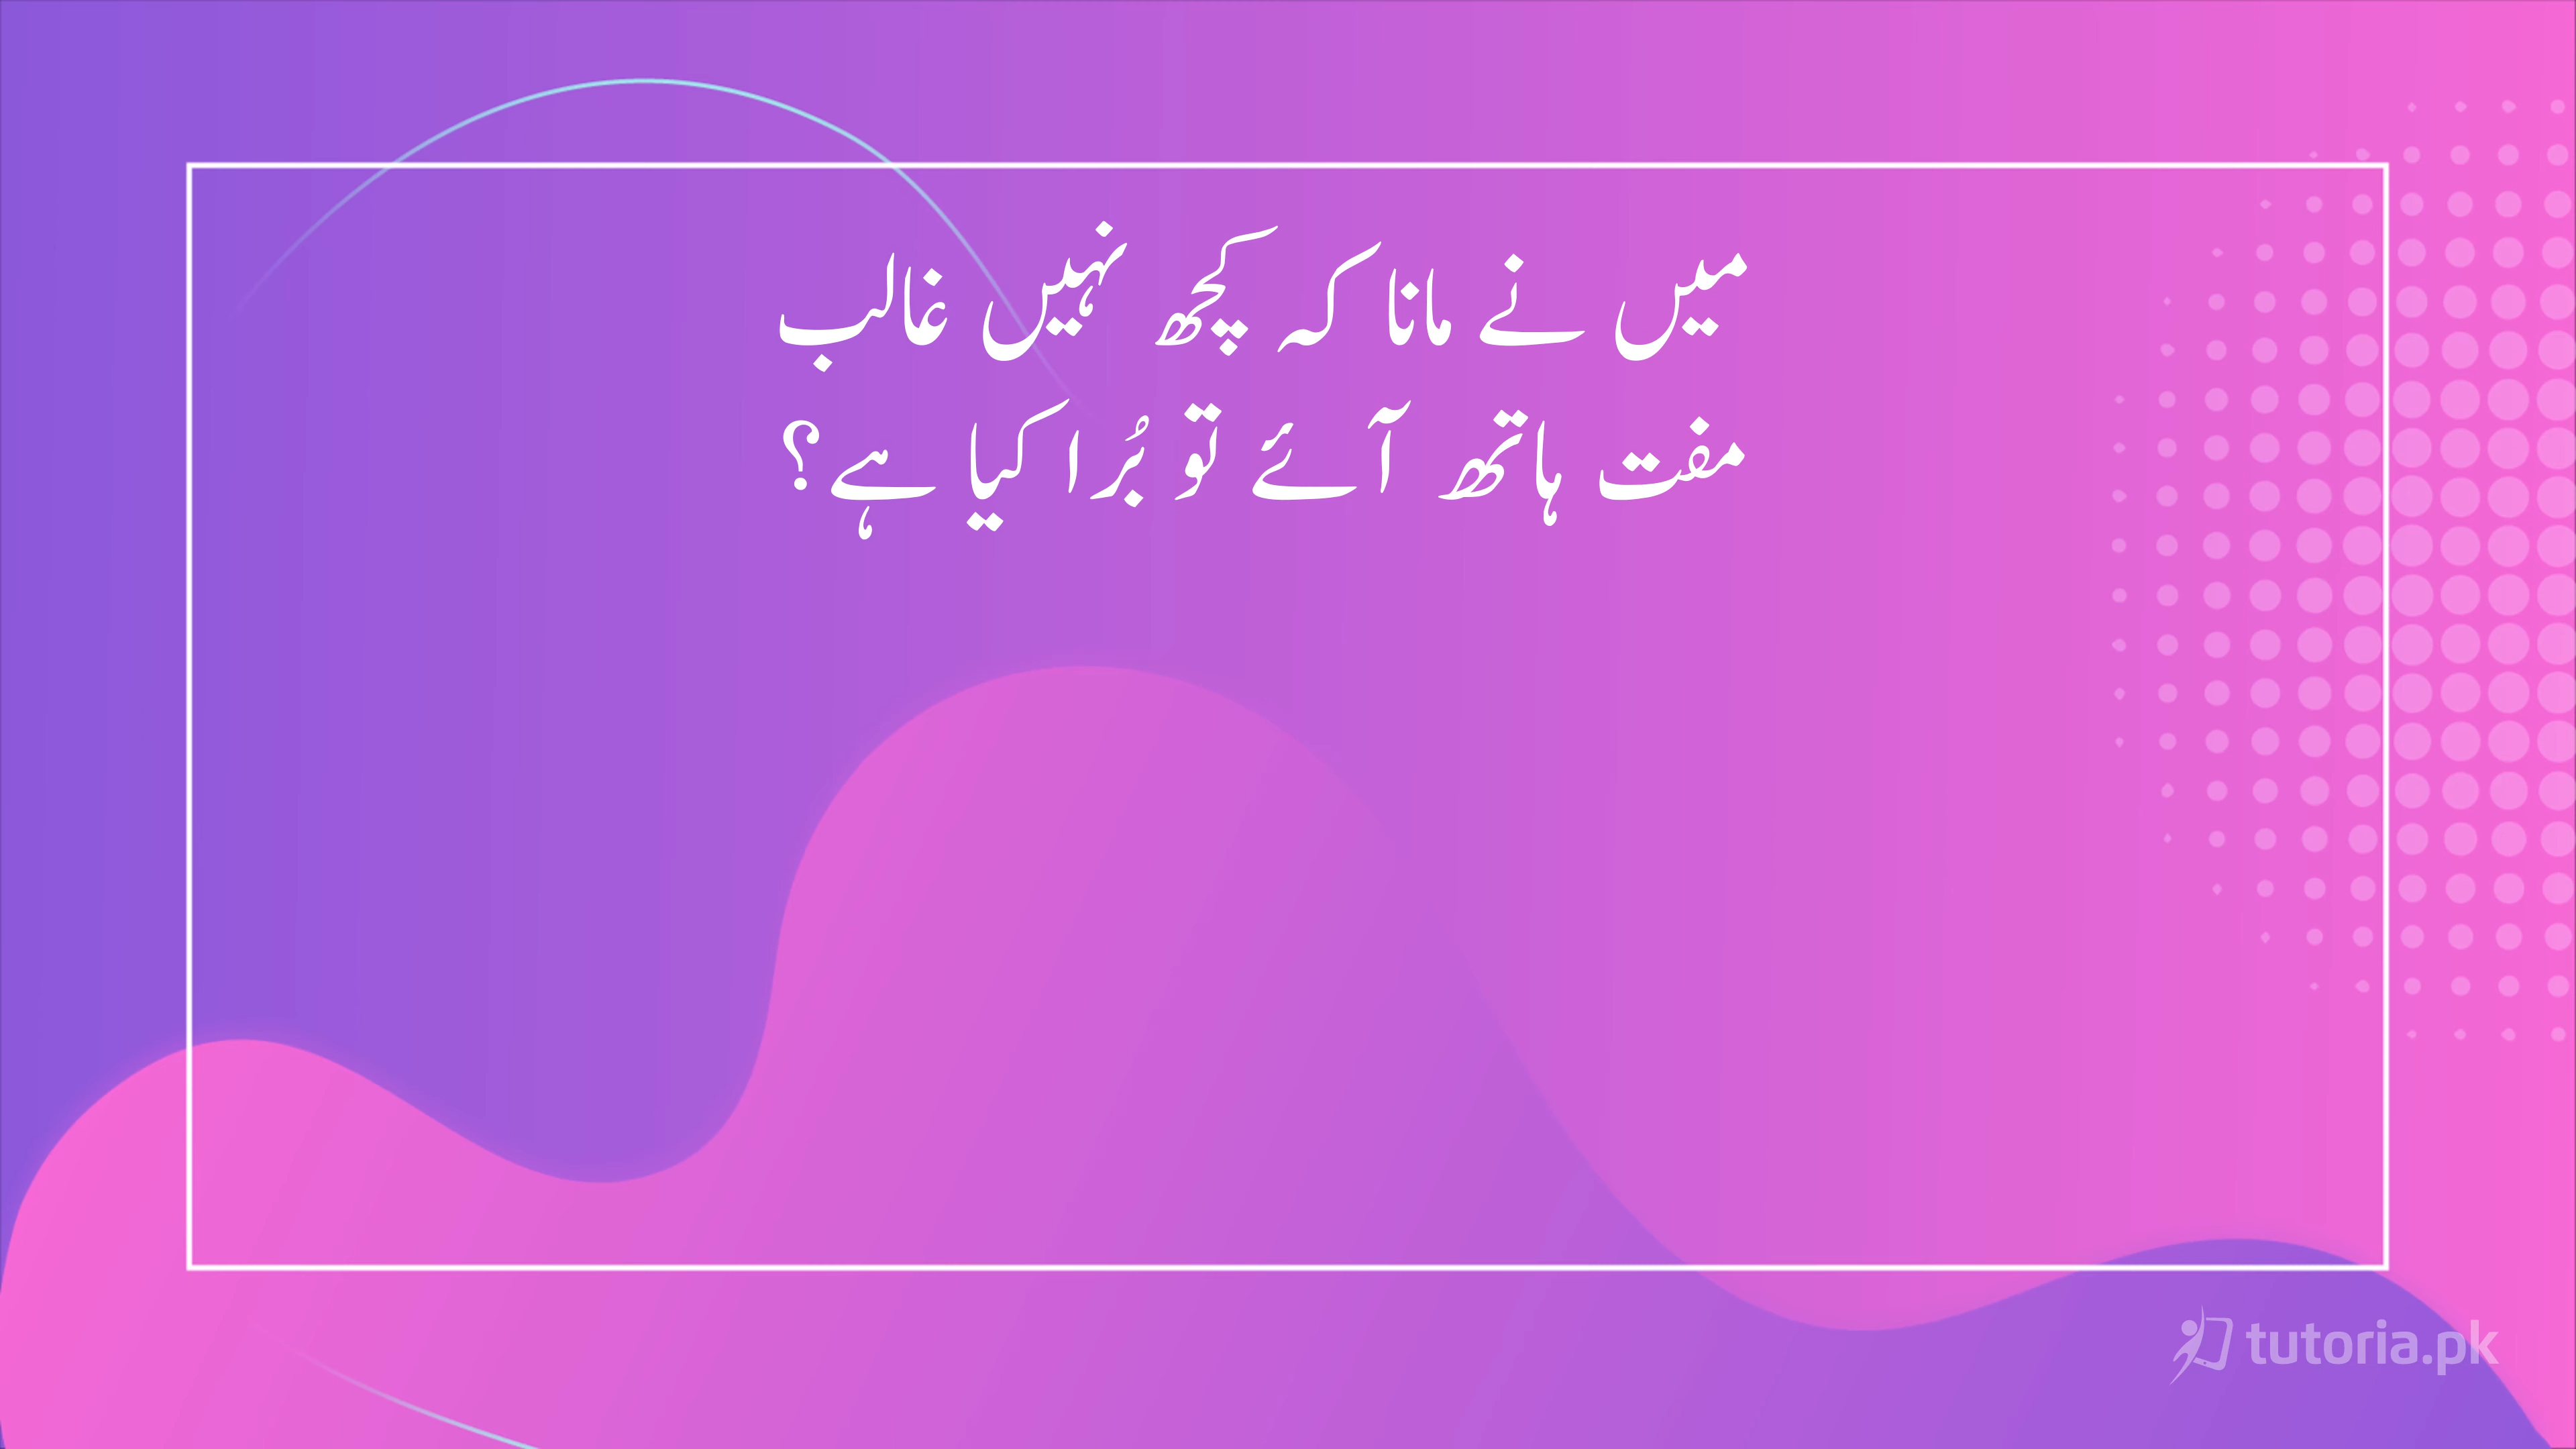 میں نے مانا کہ کچھ نہیں غالب
مفت ہاتھ آئے تو بُرا کیا ہے؟
tutoria.pk